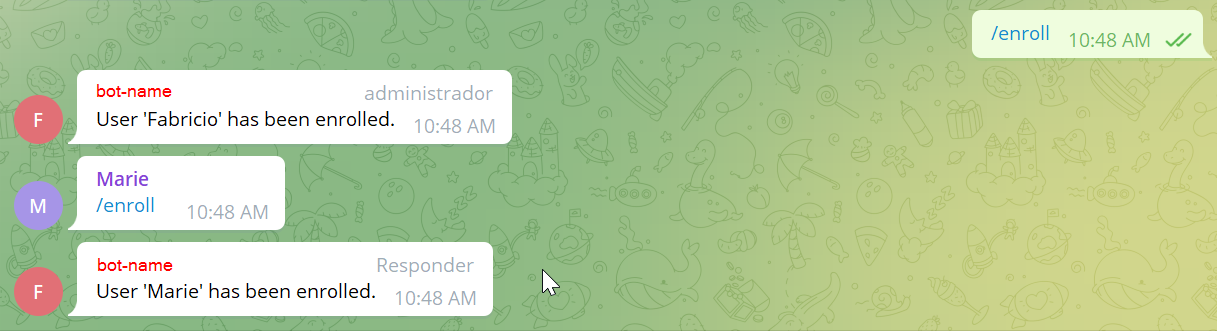 /enroll 10:48 AM
F
bot-name administrador
User 'Fabricio' has been enrolled. 10:48 AM
Marie
M
/enroll 10:48 AM
bot-name Responder
F
User 'Marie' has been enrolled. 10:48 AM